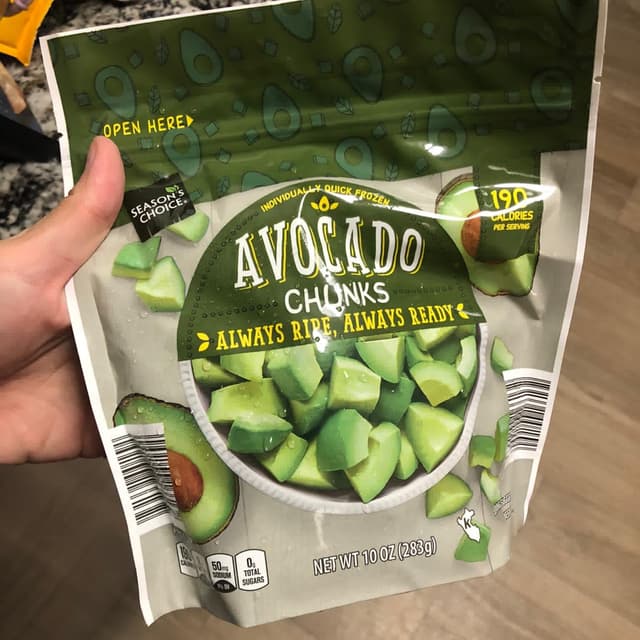 OPEN HERE
SEASON'S
CHOICE
INDIVIDUALLY QUICK FROZEN
190
CALORIES
PER SERVING
AVOCADO
CHUNKS
ALWAYS RIPE, ALWAYS READY
50mg
SODIUM
0g
TOTAL
SUGARS
NET WT 10 OZ (283g)